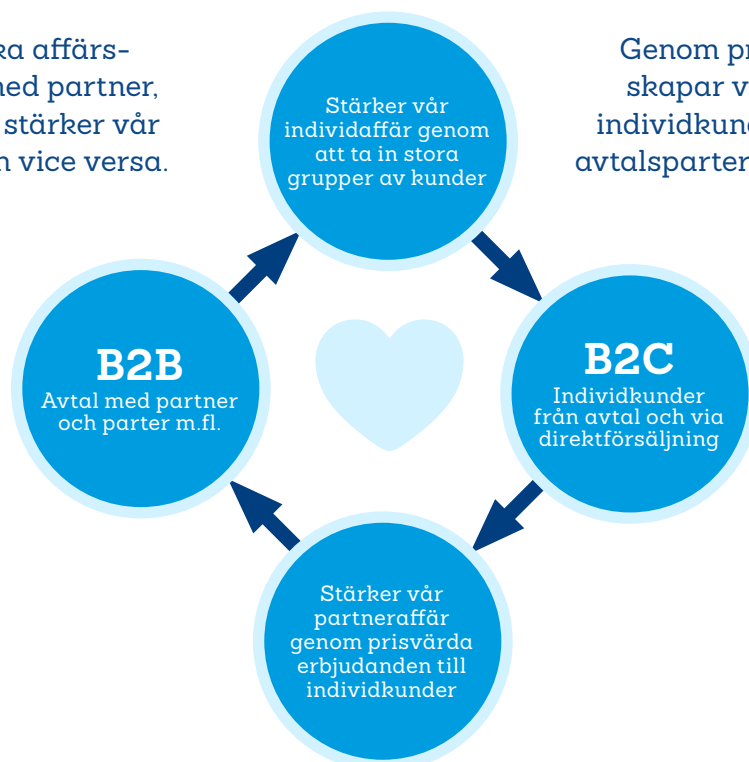 ka affärs-
med partner,
stärker vår
vice versa.
Genom
skapar
avtalsparter
Stärker vår
individaffär genom
att ta in stora
grupper av kunder
B2B
Avtal med partner
och parter m.fl.
B2C
Individkunder
från avtal och via
direktförsäljning
Stärker vår
partneraffär
genom prisvärda
erbjudanden till
individkunder